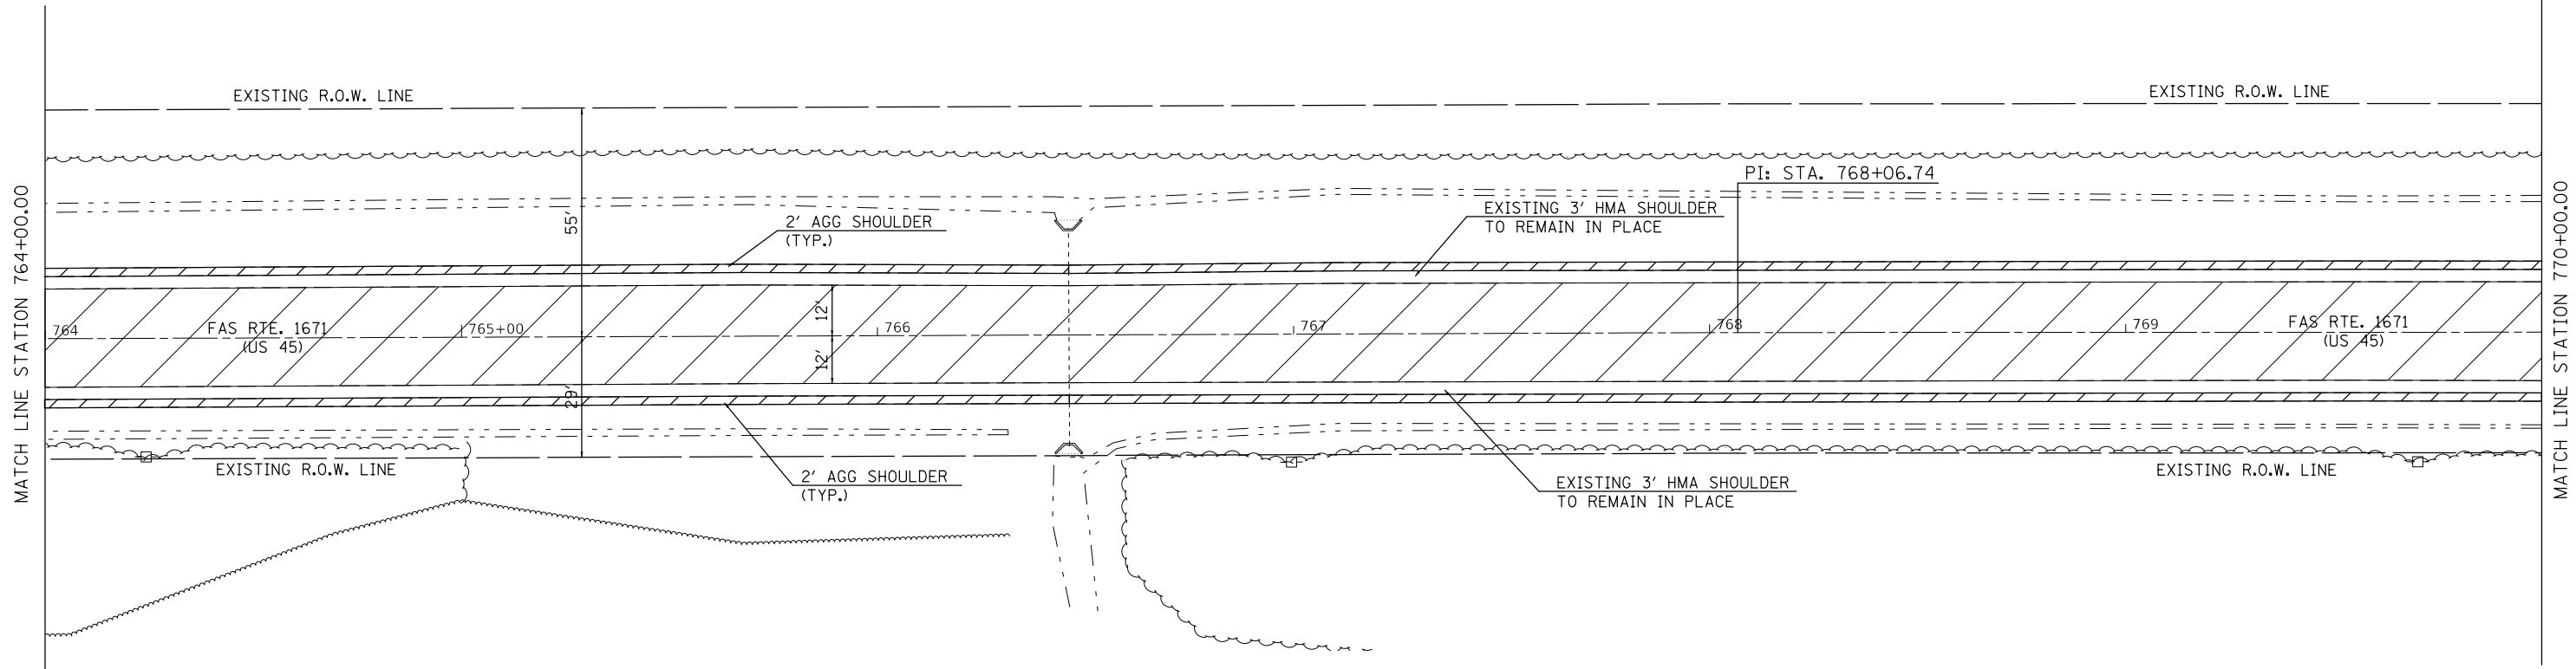 EXISTING R.O.W. LINE
EXISTING R.O.W. LINE
PI: STA. 768+06.74
MATCH LINE STATION 764+00.00
MATCH LINE STATION 770+00.00
55'
2' AGG SHOULDER
(TYP.)
EXISTING 3' HMA SHOULDER
TO REMAIN IN PLACE
12'
764
FAS RTE. 1671
(US 45)
765+00
766
767
768
769
FAS RTE. 1671
(US 45)
12'
29'
EXISTING R.O.W. LINE
EXISTING R.O.W. LINE
2' AGG SHOULDER
(TYP.)
EXISTING 3' HMA SHOULDER
TO REMAIN IN PLACE